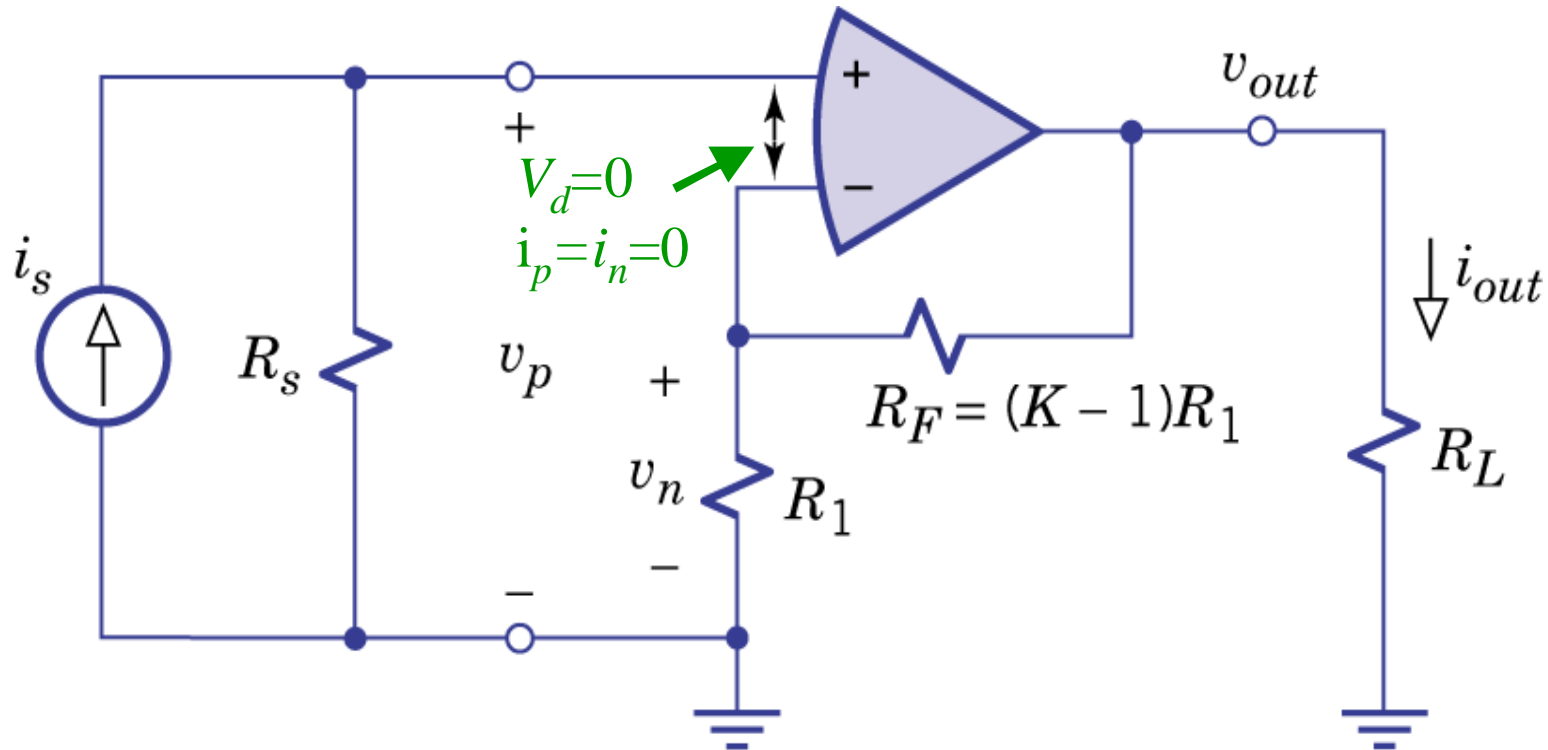 +
v_out
+
V_d=0
−
i_p=i_n=0
i_s
i_out
R_s
v_p
+
R_F = (K − 1)R_1
R_L
v_n
R_1
−
−